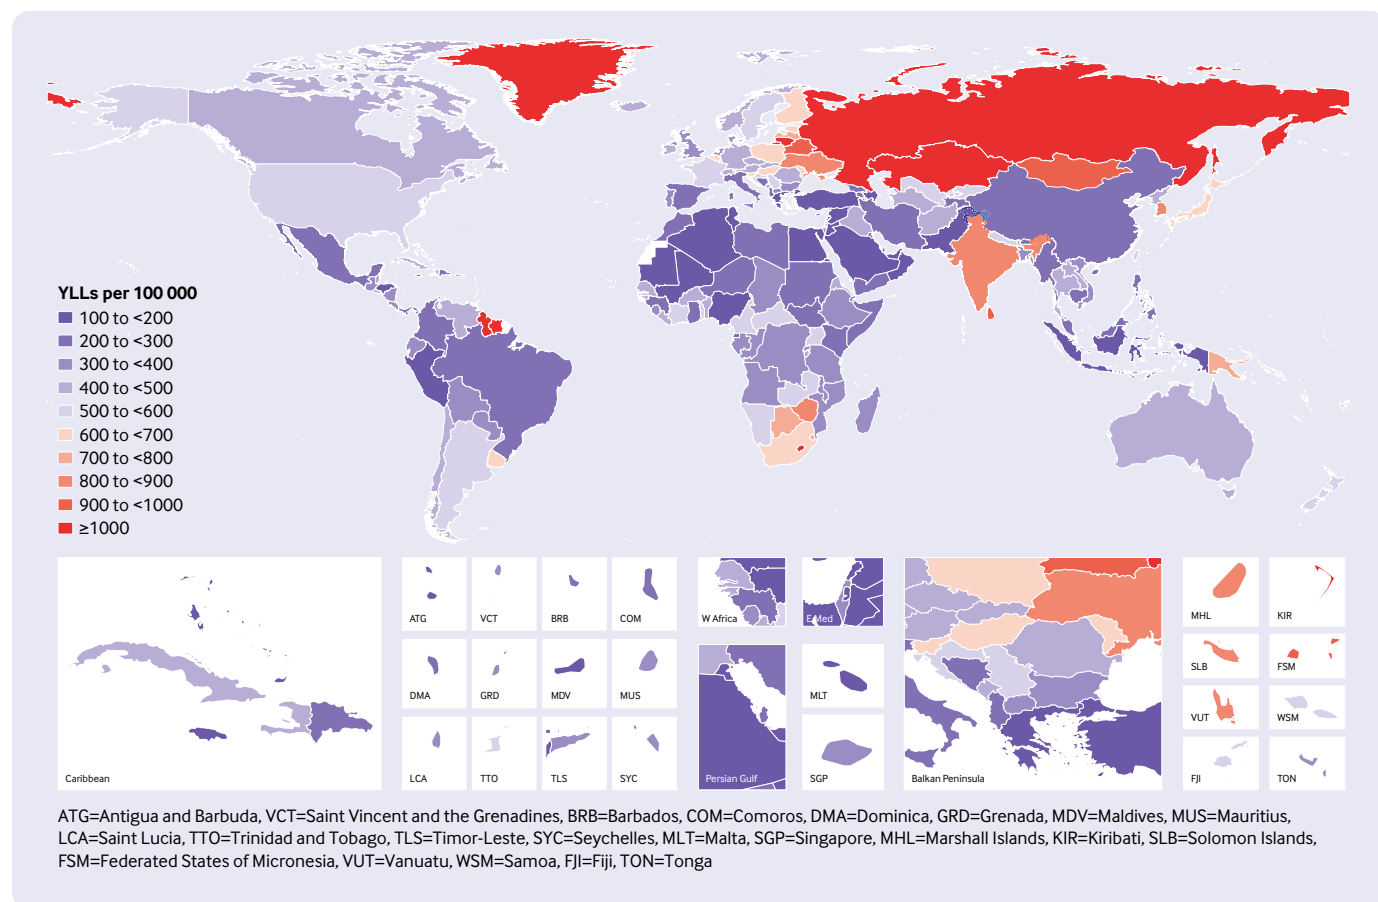 YLLs per 100 000
100 to <200
200 to <300
300 to <400
400 to <500
500 to <600
600 to <700
700 to <800
800 to <900
900 to <1000
≥1000
Caribbean
ATG
VCT
BRB
COM
DMA
GRD
MDV
MUS
LCA
TTO
TLS
SYC
W Africa
E Med
Persian Gulf
MLT
SGP
Balkan Peninsula
MHL
KIR
SLB
FSM
VUT
WSM
FJI
TON
ATG=Antigua and Barbuda, VCT=Saint Vincent and the Grenadines, BRB=Barbados, COM=Comoros, DMA=Dominica, GRD=Grenada, MDV=Maldives, MUS=Mauritius,
LCA=Saint Lucia, TTO=Trinidad and Tobago, TLS=Timor-Leste, SYC=Seychelles, MLT=Malta, SGP=Singapore, MHL=Marshall Islands, KIR=Kiribati, SLB=Solomon Islands,
FSM=Federated States of Micronesia, VUT=Vanuatu, WSM=Samoa, FJI=Fiji, TON=Tonga